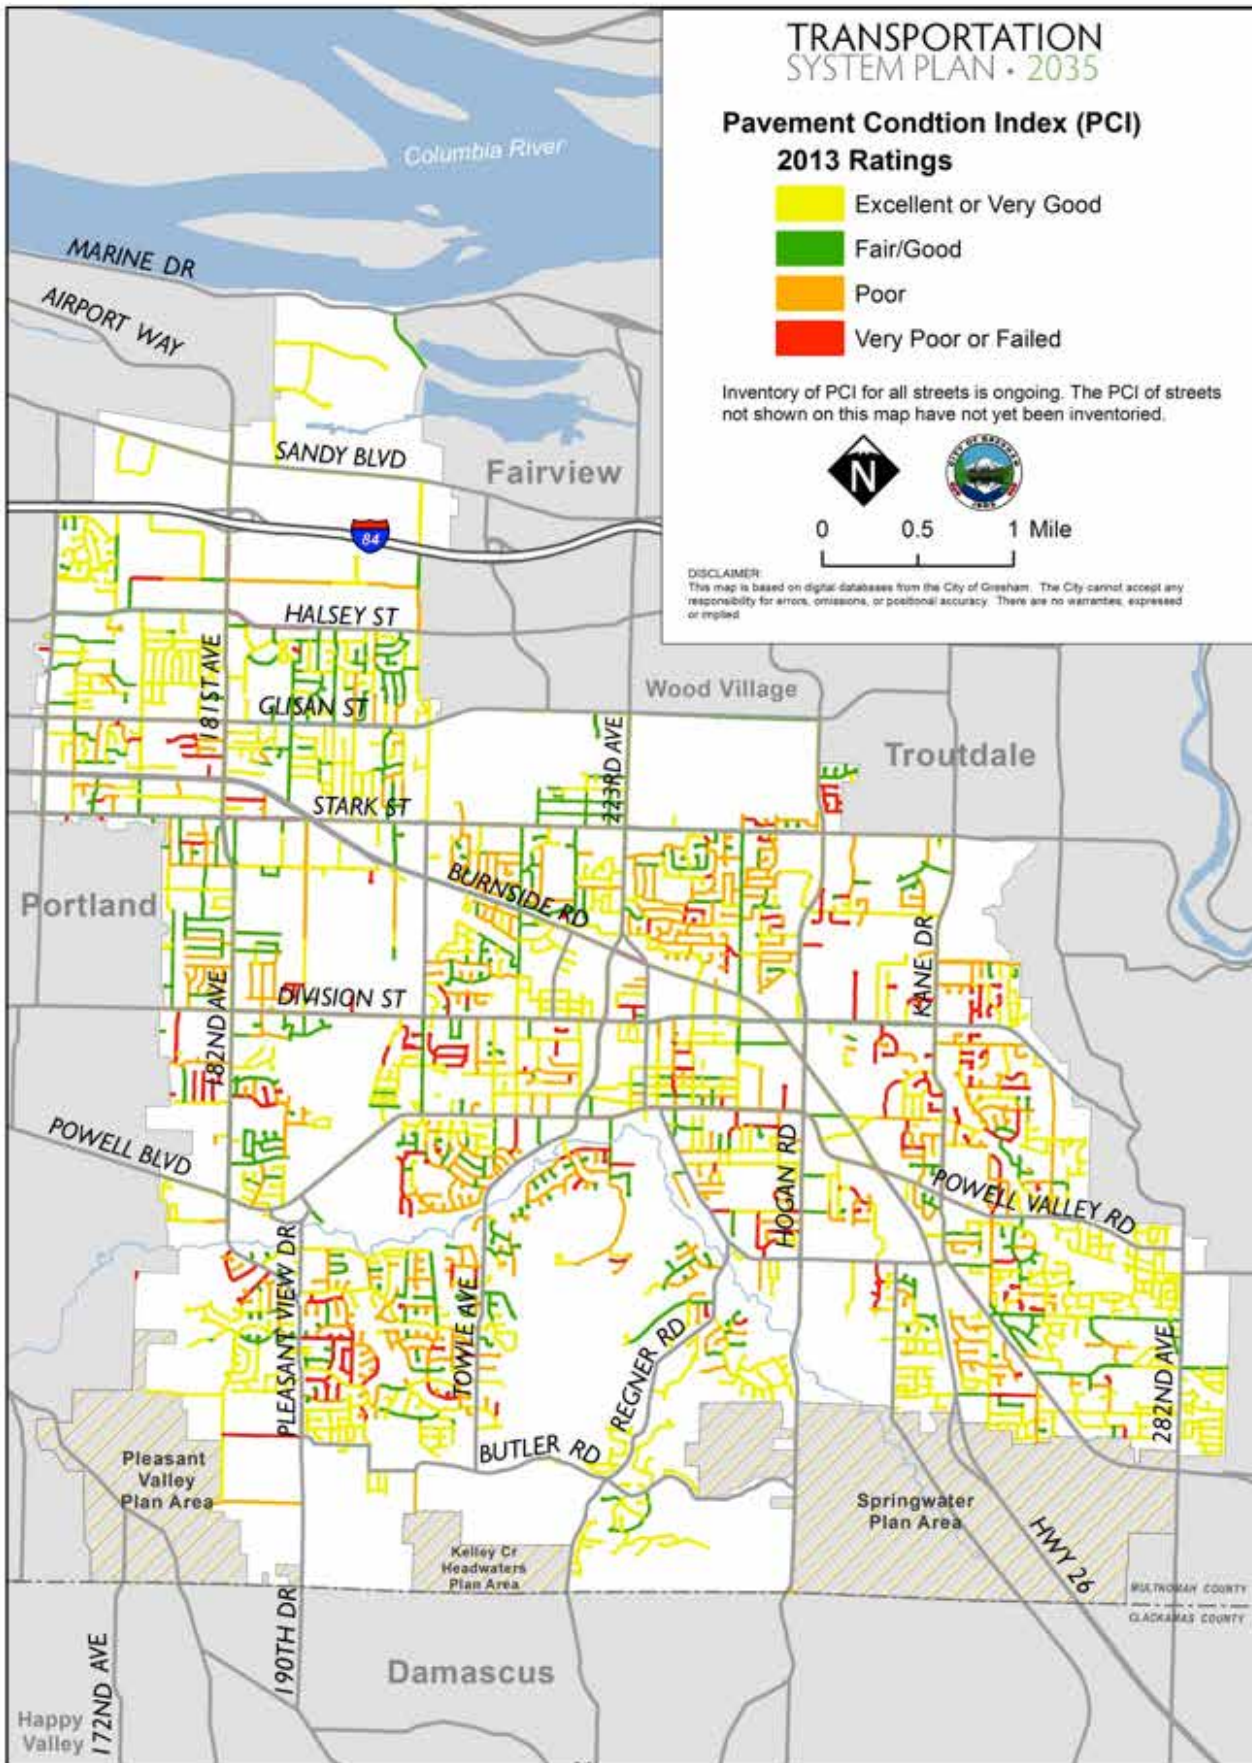 TRANSPORTATION
SYSTEM PLAN • 2035
Pavement Condtion Index (PCI)
2013 Ratings
Excellent or Very Good
Fair/Good
Poor
Very Poor or Failed
Inventory of PCI for all streets is ongoing. The PCI of streets
not shown on this map have not yet been inventoried.
N
CITY OF GRESHAM
0 0.5 1 Mile
DISCLAIMER:
This map is based on digital databases from the City of Gresham. The City cannot accept any
responsibility for errors, omissions, or positional accuracy. There are no warranties, expressed
or implied
Columbia River
MARINE DR
AIRPORT WAY
SANDY BLVD
Fairview
84
HALSEY ST
181ST AVE
Wood Village
GLISAN ST
223RD AVE
Troutdale
STARK ST
Portland
BURNSIDE RD
KANE DR
182ND AVE
DIVISION ST
POWELL BLVD
HOGAN RD
POWELL VALLEY RD
PLEASANT VIEW DR
TOWLE AVE
REGNER RD
282ND AVE
BUTLER RD
Pleasant
Valley
Plan Area
Springwater
Plan Area
Kelley Cr
Headwaters
Plan Area
HWY 26
MULTNOMAH COUNTY
CLACKAMAS COUNTY
190TH DR
172ND AVE
Damascus
Happy
Valley